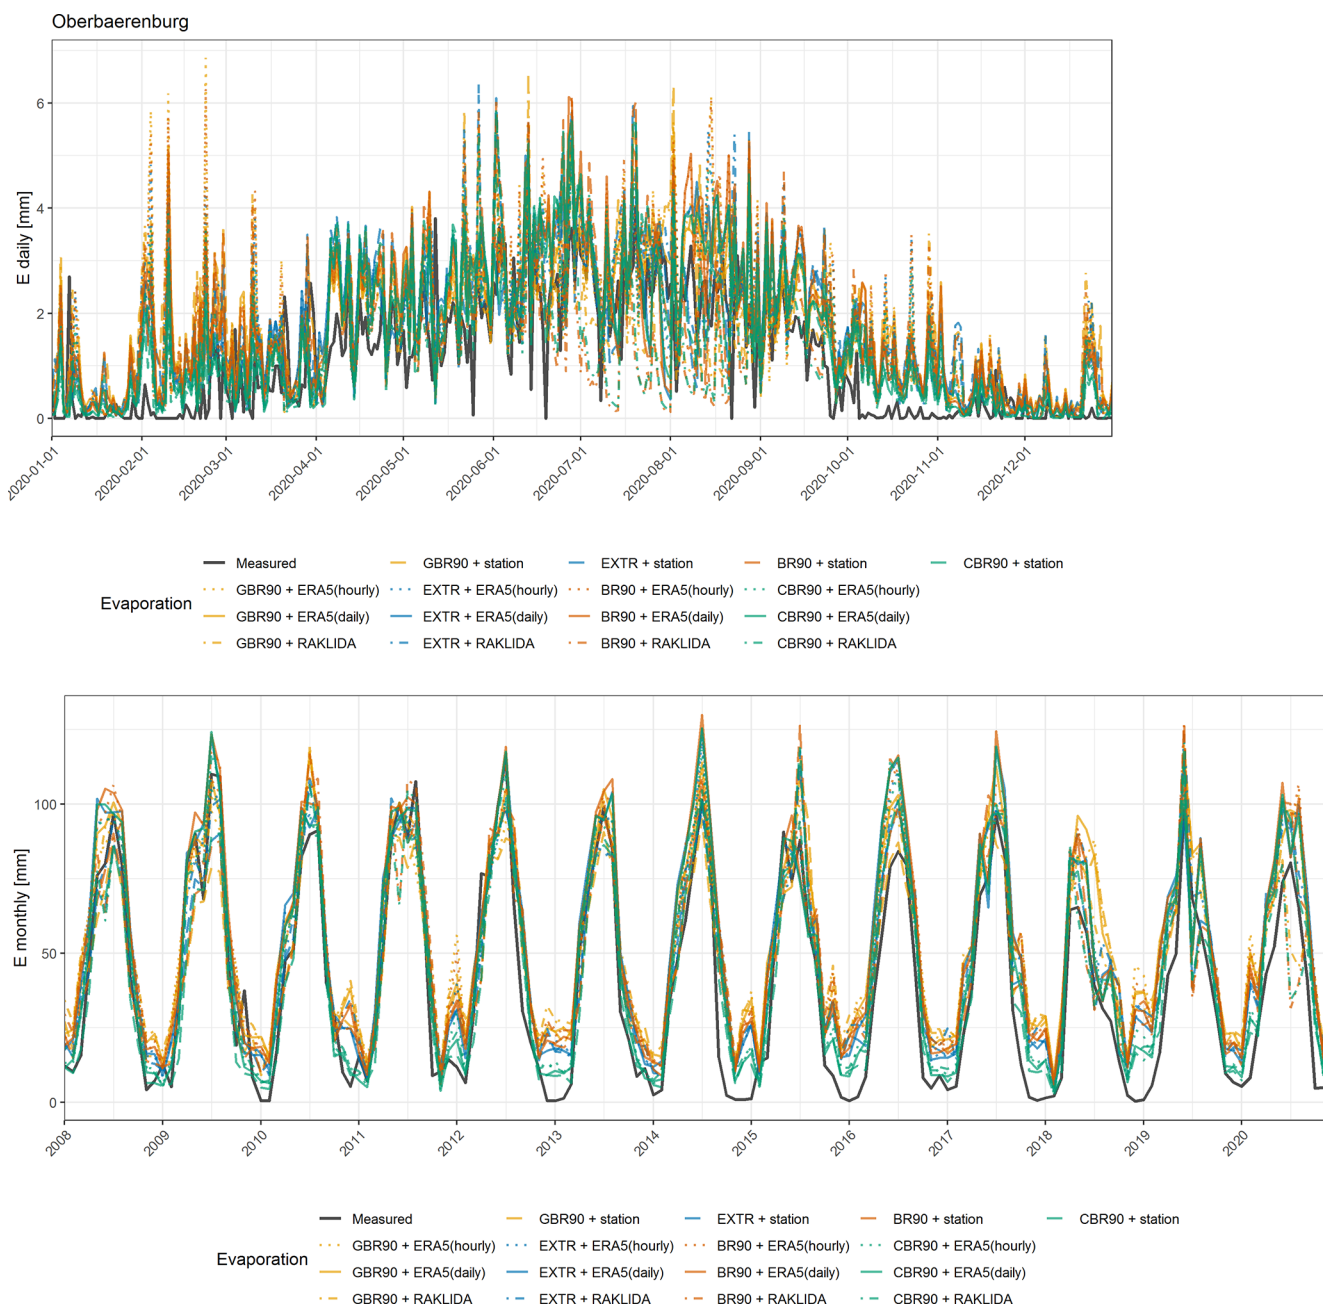 Oberbaerenburg
E daily [mm]
6
4
2
0
2020-01-01
2020-02-01
2020-03-01
2020-04-01
2020-05-01
2020-06-01
2020-07-01
2020-08-01
2020-09-01
2020-10-01
2020-11-01
2020-12-01
Evaporation
Measured GBR90 + station EXTR + station BR90 + station CBR90 + station
GBR90 + ERA5(hourly) EXTR + ERA5(hourly) BR90 + ERA5(hourly) CBR90 + ERA5(hourly)
GBR90 + ERA5(daily) EXTR + ERA5(daily) BR90 + ERA5(daily) CBR90 + ERA5(daily)
GBR90 + RAKLIDA EXTR + RAKLIDA BR90 + RAKLIDA CBR90 + RAKLIDA
E monthly [mm]
100
50
0
2008
2009
2010
2011
2012
2013
2014
2015
2016
2017
2018
2019
2020
Evaporation
Measured GBR90 + station EXTR + station BR90 + station CBR90 + station
GBR90 + ERA5(hourly) EXTR + ERA5(hourly) BR90 + ERA5(hourly) CBR90 + ERA5(hourly)
GBR90 + ERA5(daily) EXTR + ERA5(daily) BR90 + ERA5(daily) CBR90 + ERA5(daily)
GBR90 + RAKLIDA EXTR + RAKLIDA BR90 + RAKLIDA CBR90 + RAKLIDA